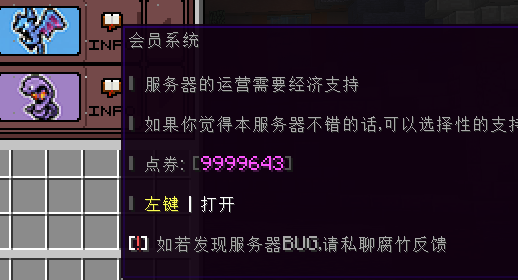 INF
INF
会员系统
服务器的运营需要经济支持
如果你觉得本服务器不错的话,可以选择性的支持
点券: [9999643]
左键 | 打开
[!] 如若发现服务器BUG,请私聊腐竹反馈